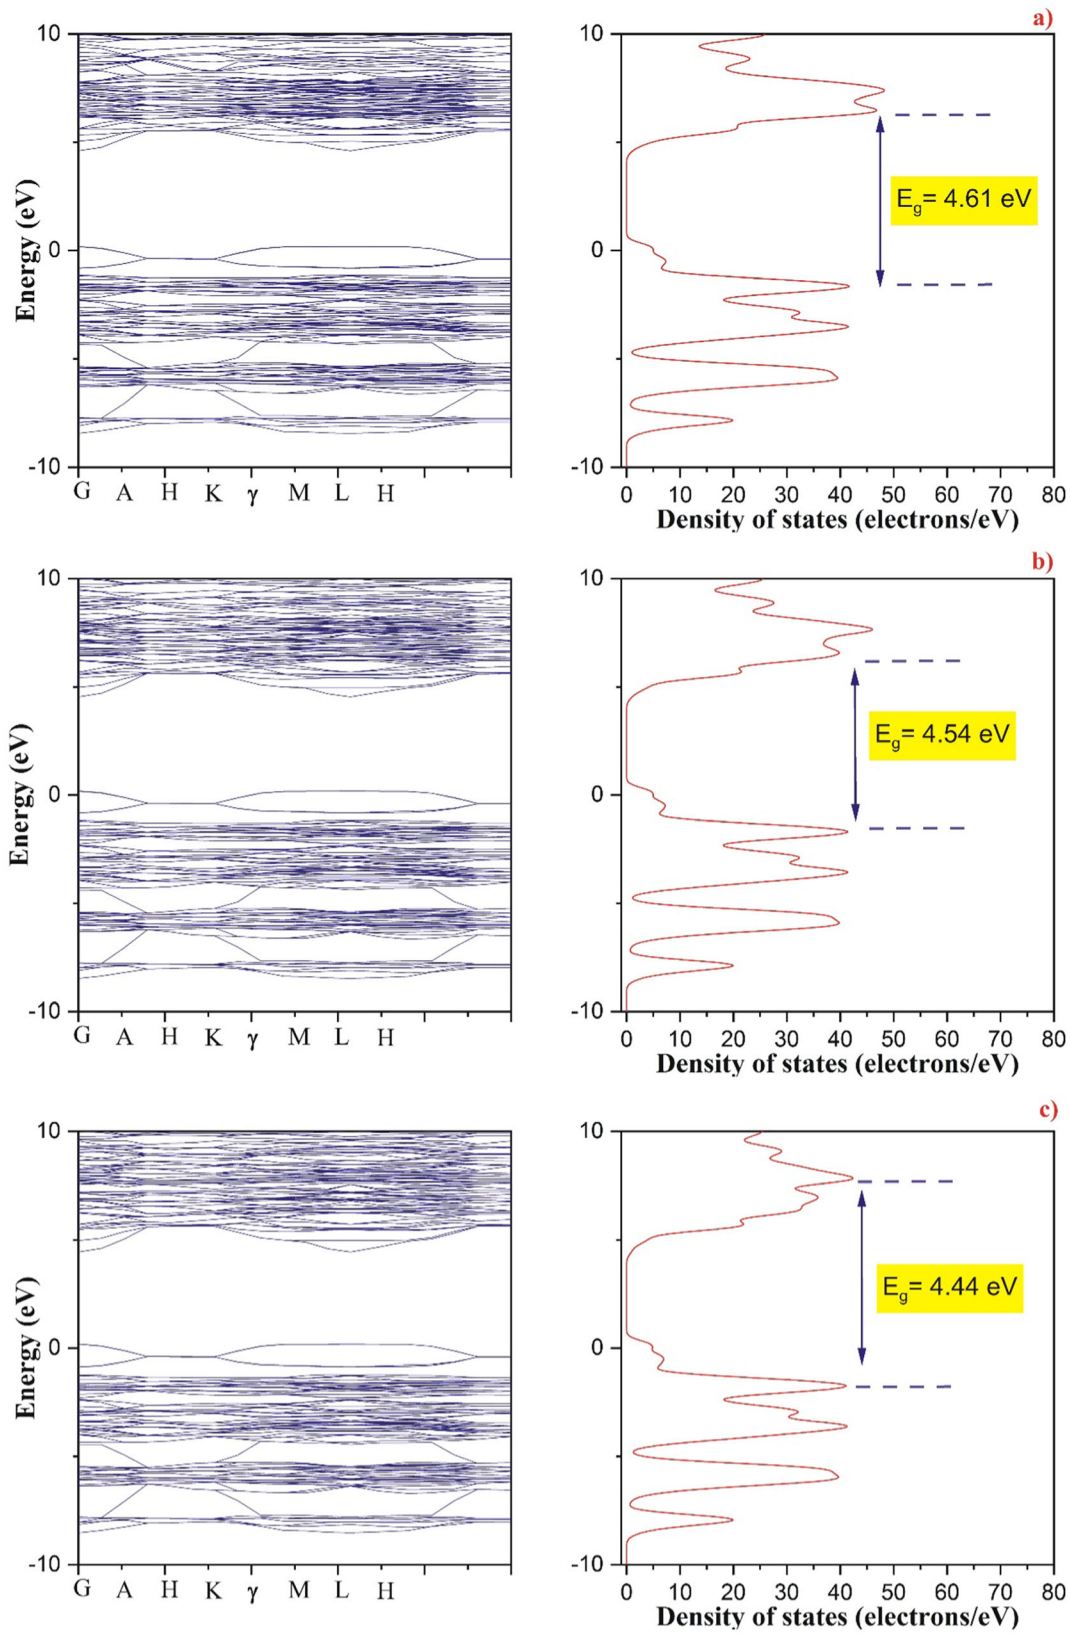 a)
10
0
-10
Energy (eV)
G A H K γ M L H
E_g= 4.61 eV
0 10 20 30 40 50 60 70 80
Density of states (electrons/eV)
10
0
-10
b)
10
0
-10
Energy (eV)
G A H K γ M L H
E_g= 4.54 eV
0 10 20 30 40 50 60 70 80
Density of states (electrons/eV)
10
0
-10
c)
10
0
-10
Energy (eV)
G A H K γ M L H
E_g= 4.44 eV
0 10 20 30 40 50 60 70 80
Density of states (electrons/eV)
10
0
-10